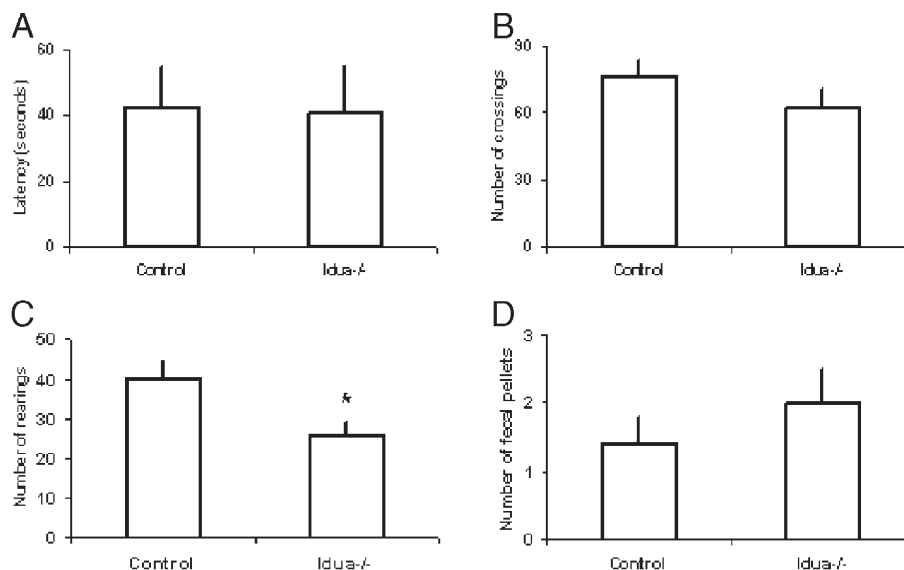 A
Latency (seconds)
60
40
20
0
Control
Idua-/-
B
Number of crossings
90
60
30
0
Control
Idua-/-
C
Number of rearings
50
40
30
20
10
0
*
Control
Idua-/-
D
Number of fecal pellets
3
2
1
0
Control
Idua-/-